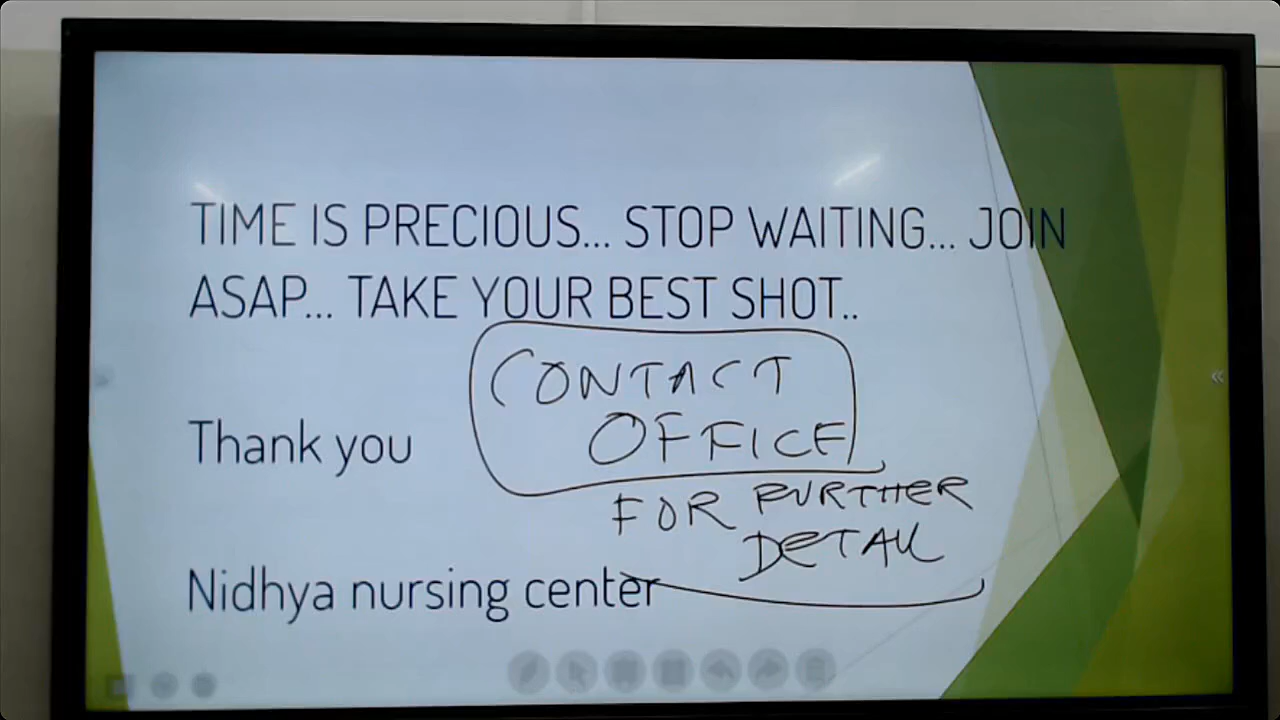 TIME IS PRECIOUS... STOP WAITING... JOIN
ASAP... TAKE YOUR BEST SHOT..
CONTACT
Thank you
OFFICE
FOR FURTHER
DETAIL
Nidhya nursing center